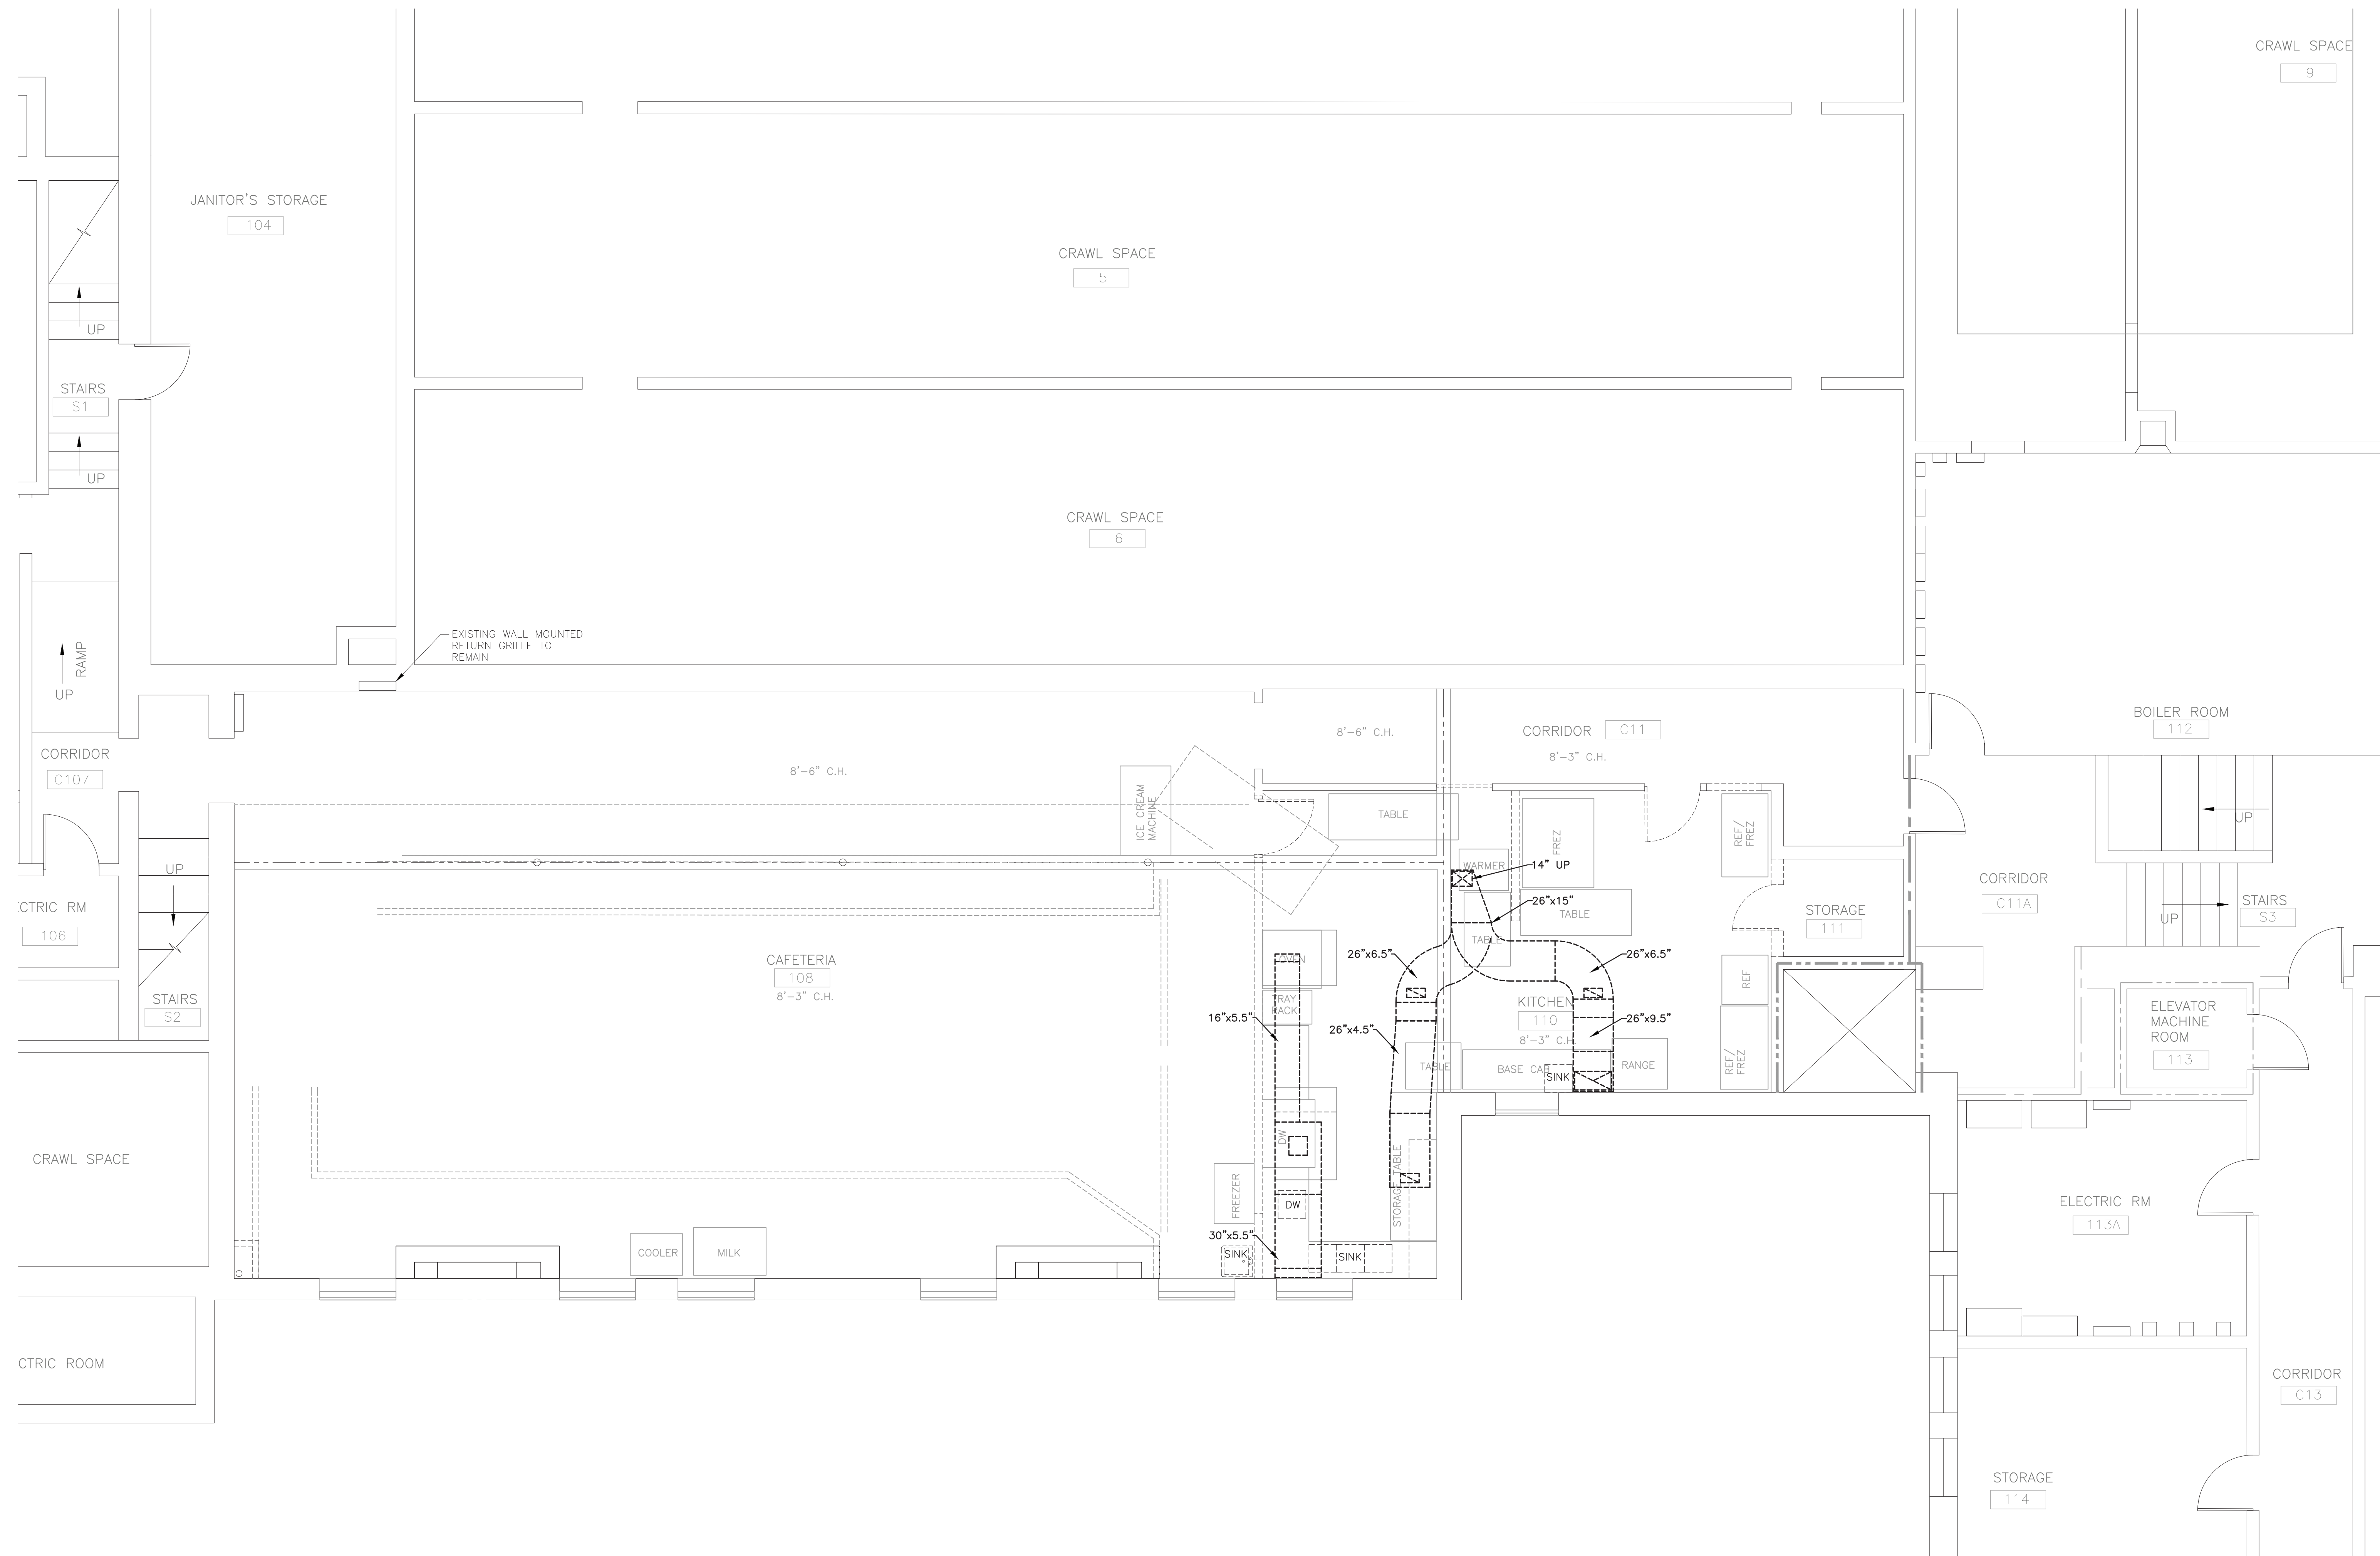 CRAWL SPACE
9
JANITOR'S STORAGE
104
CRAWL SPACE
5
UP
STAIRS
S1
UP
CRAWL SPACE
6
EXISTING WALL MOUNTED
RETURN GRILLE TO
REMAIN
RAMP
UP
CORRIDOR
C107
8'-6" C.H.
8'-6" C.H.
CORRIDOR
C11
8'-3" C.H.
BOILER ROOM
112
ICE CREAM
MACHINE
TABLE
FREZ
REF/
FREZ
UP
WARMER
14" UP
UP
CTRIC RM
106
26"x15"
TABLE
TABLE
STORAGE
111
CORRIDOR
C11A
UP
STAIRS
S3
CAFETERIA
108
8'-3" C.H.
OVEN
26"x6.5"
26"x6.5"
REF
STAIRS
S2
TRAY
RACK
16"x5.5"
26"x4.5"
KITCHEN
110
8'-3" C.H.
26"x9.5"
ELEVATOR
MACHINE
ROOM
113
TABLE
BASE CAB
SINK
RANGE
REF/
FREZ
CRAWL SPACE
DW
STORAGE TABLE
FREEZER
DW
ELECTRIC RM
113A
30"x5.5"
COOLER
MILK
SINK
SINK
CTRIC ROOM
CORRIDOR
C13
STORAGE
114